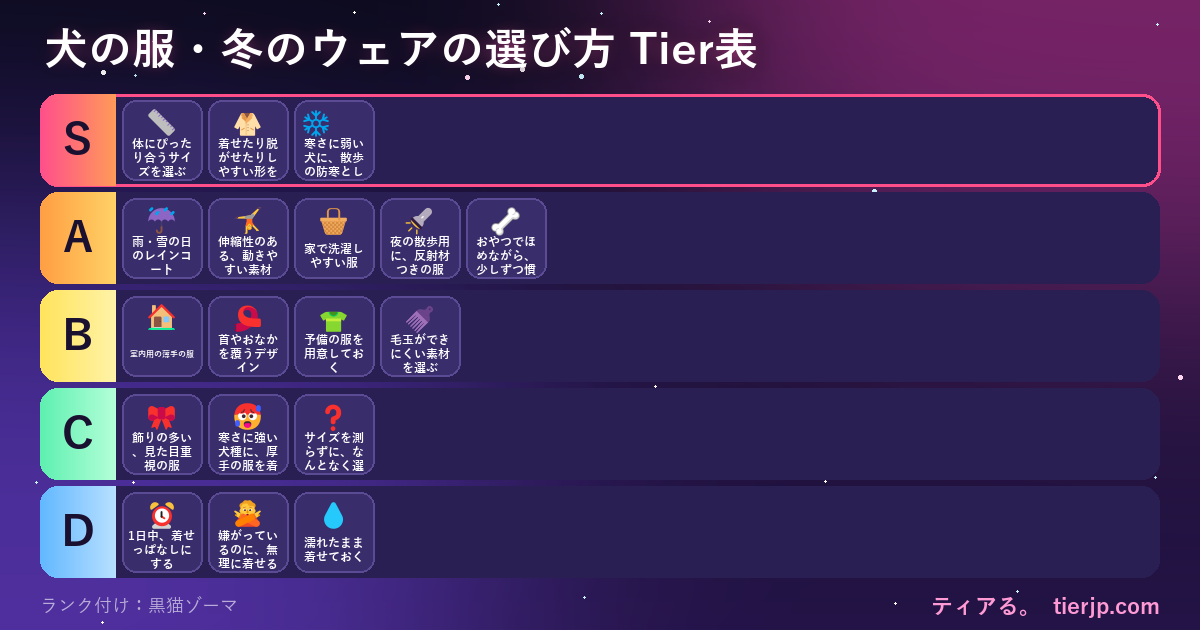 犬の服・冬のウェアの選び方 Tier表
S
体にぴった
り合うサイ
ズを選ぶ
着せたり脱
がせたりし
やすい形を
寒さに弱い
犬に、散歩
の防寒とし
A
雨・雪の日
のレインコ
ート
伸縮性のあ
る、動きや
すい素材
家で洗濯し
やすい服
夜の散歩用
に、反射材
つきの服
おやつでほ
めながら、
少しずつ慣
B
室内用の薄手の服
首やおなか
を覆うデザ
イン
予備の服を
用意してお
く
毛玉ができ
にくい素材
を選ぶ
C
飾りの多い
、見た目重
視の服
寒さに強い
犬種に、厚
手の服を着
サイズを測
らずに、な
んとなく選
D
1日中、着せ
っぱなしに
する
嫌がってい
るのに、無
理に着せる
濡れたまま
着せておく
ランク付け：黒猫ゾーマ
ティアる。 tierjp.com